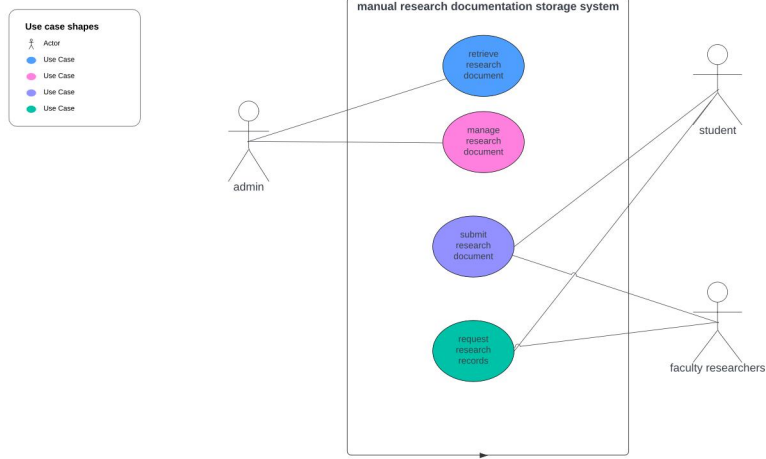 manual research documentation storage system
Use case shapes
Actor
Use Case
Use Case
Use Case
Use Case
retrieve
research
document
manage
research
document
submit
research
document
request
research
records
admin
student
faculty researchers